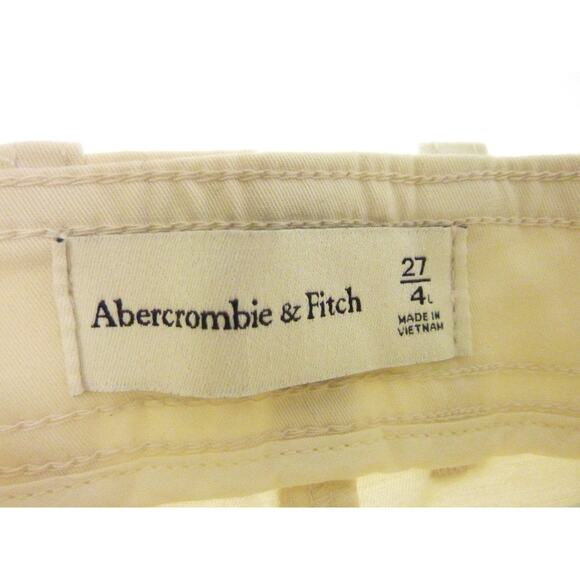 Abercrombie & Fitch
27
4L
MADE IN
VIETNAM